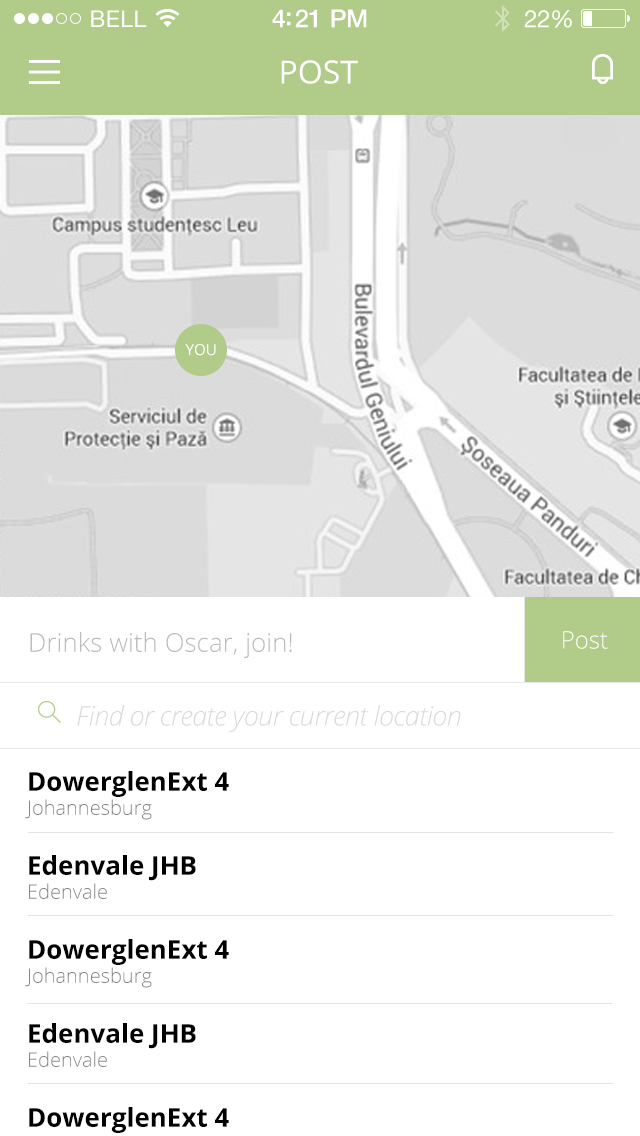 BELL 4:21 PM 22%
POST
Campus studențesc Leu
YOU
Bulevardul Geniului
Facultatea de
și Științele
Serviciul de
Protecție și Pază
Șoseaua Panduri
Facultatea de Ch
Drinks with Oscar, join!
Post
Find or create your current location
DowerglenExt 4
Johannesburg
Edenvale JHB
Edenvale
DowerglenExt 4
Johannesburg
Edenvale JHB
Edenvale
DowerglenExt 4